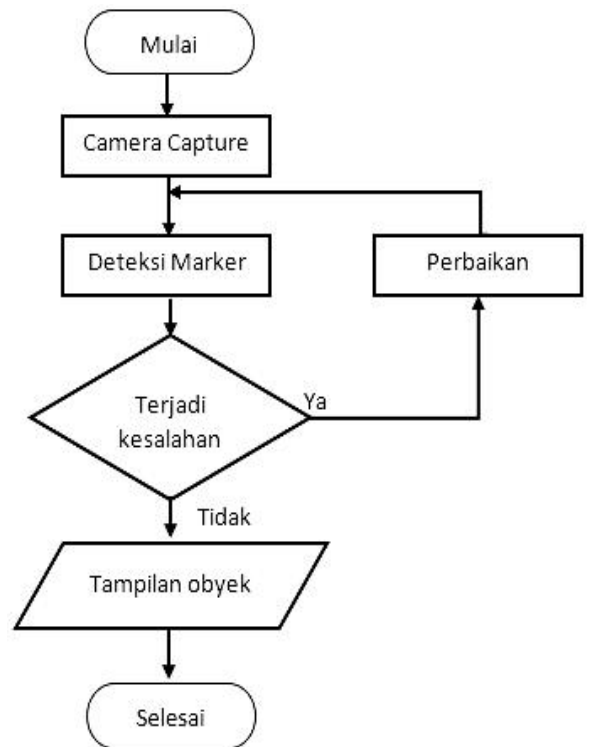 Mulai
Camera Capture
Deteksi Marker
Perbaikan
Terjadi
kesalahan
Ya
Tidak
Tampilan obyek
Selesai